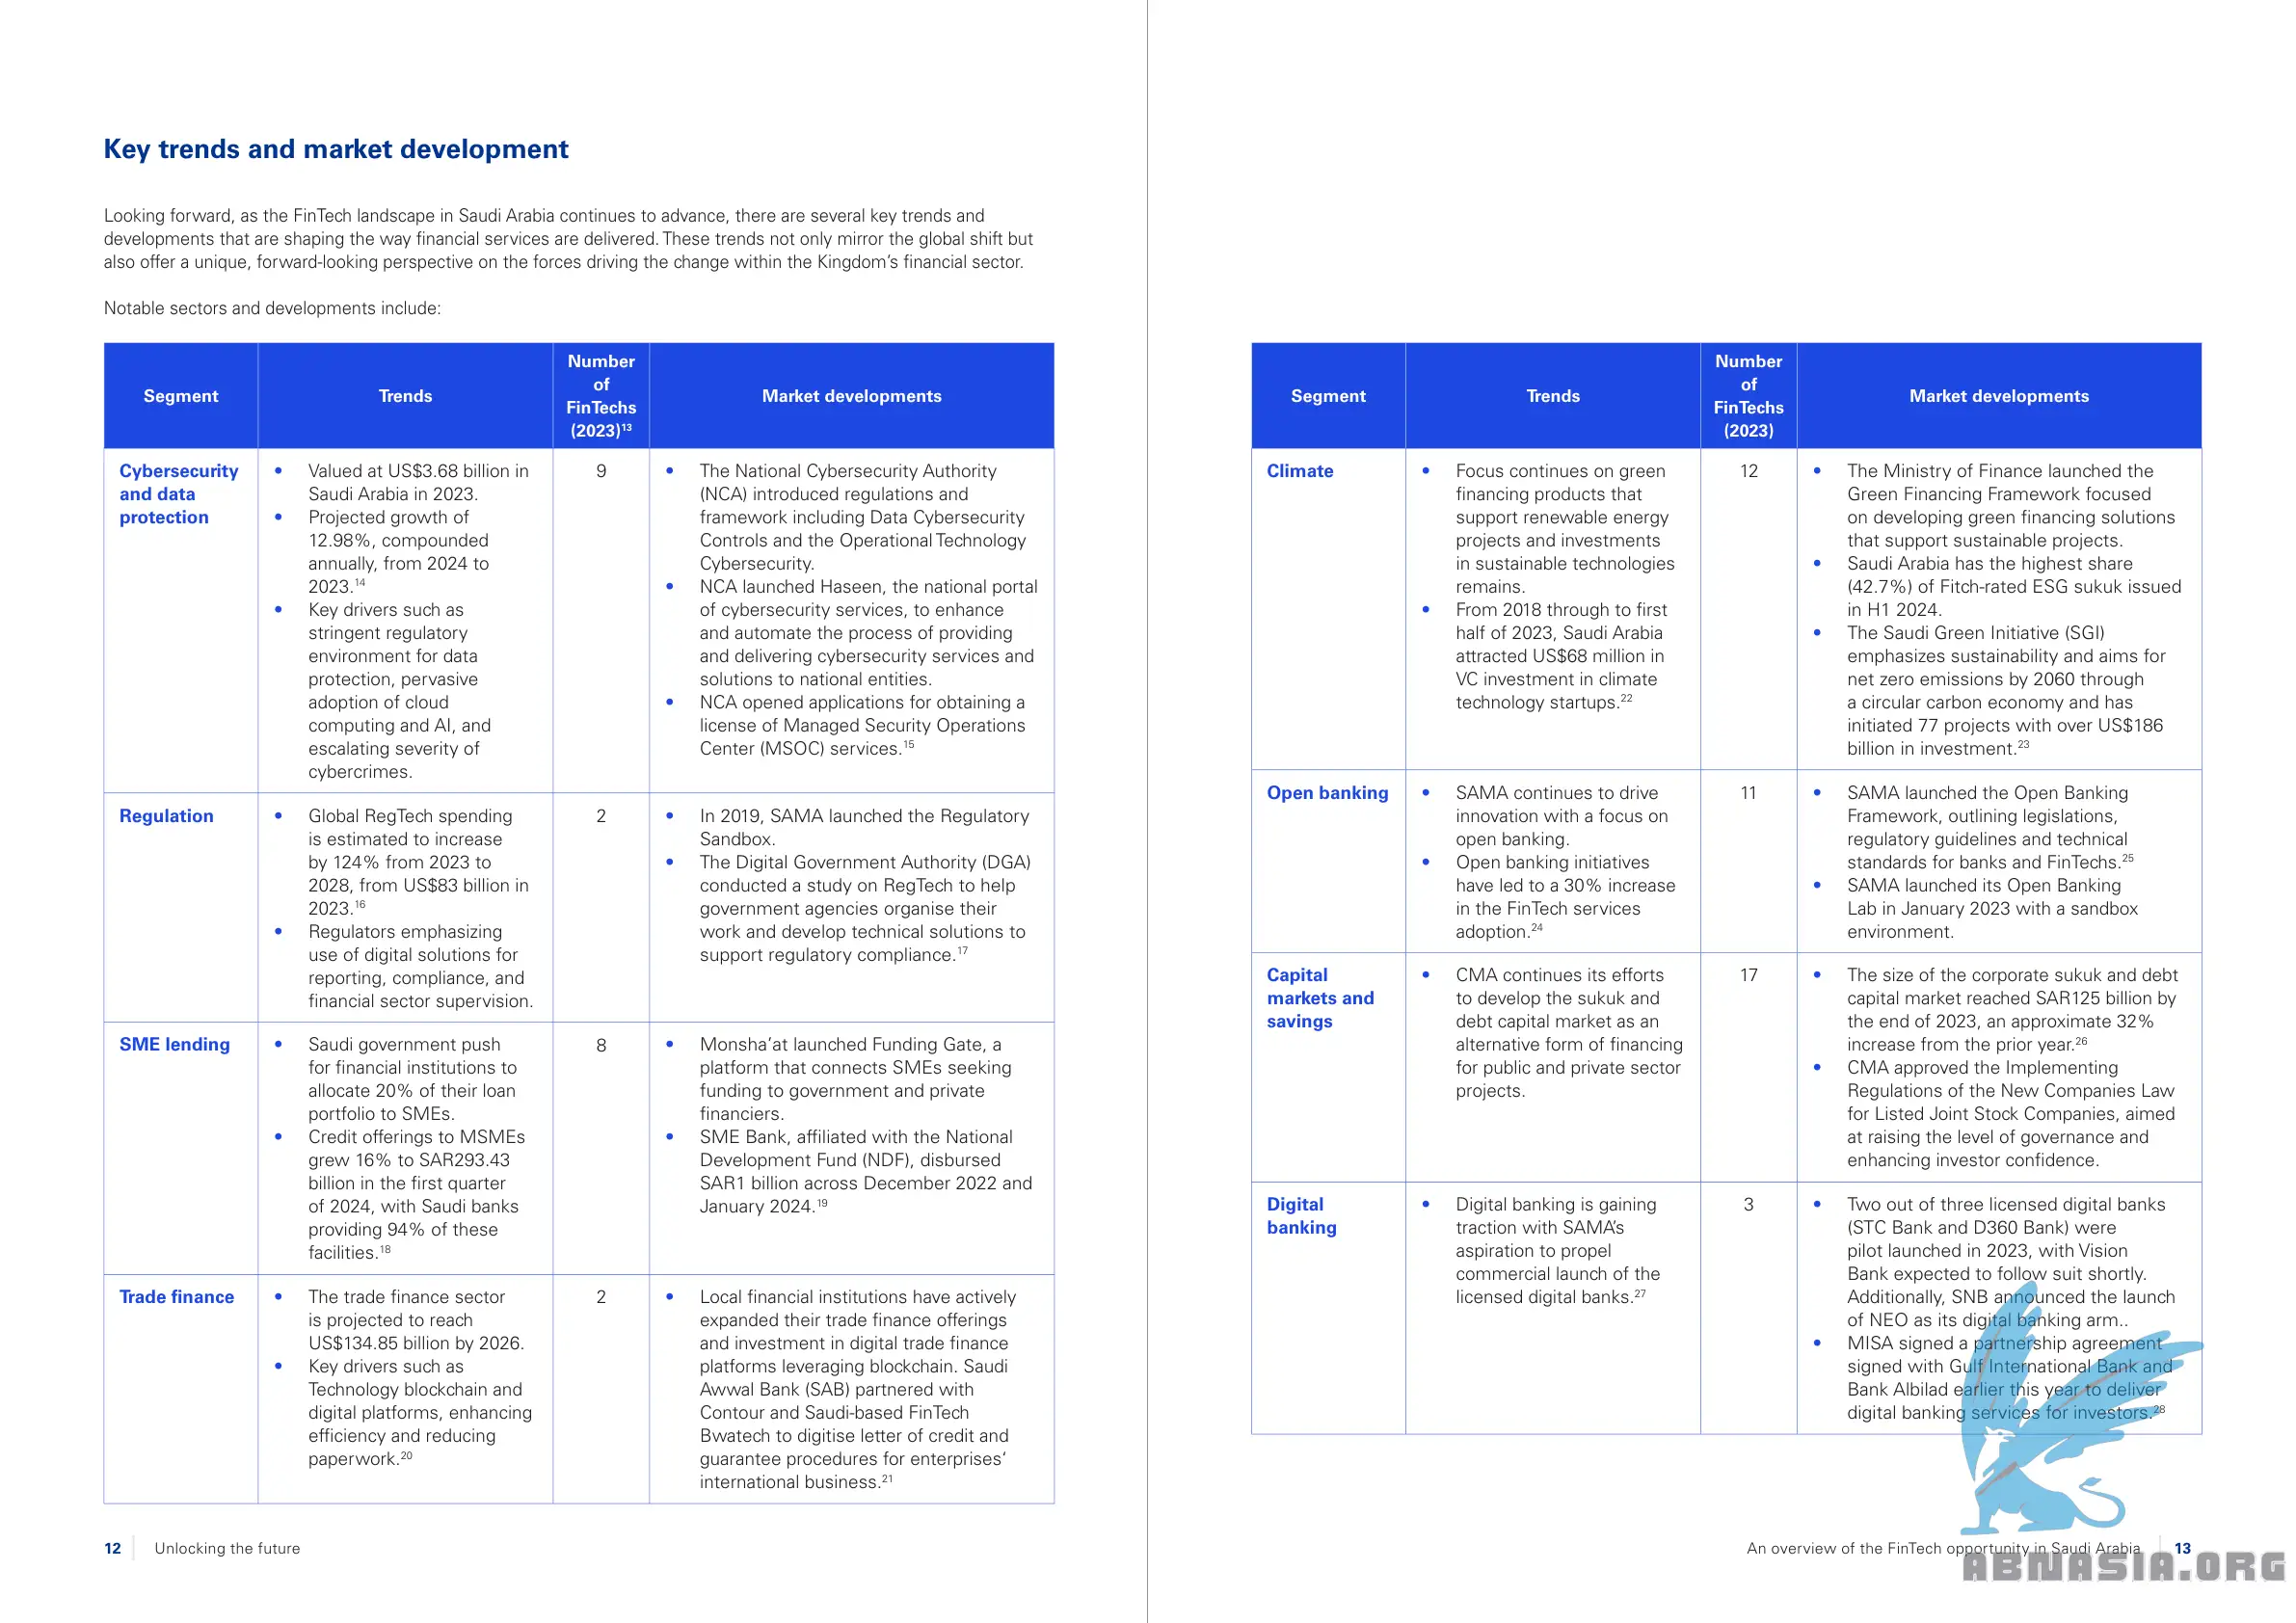 Key trends and market development
Looking forward, as the FinTech landscape in Saudi Arabia continues to advance, there are several key trends and
developments that are shaping the way financial services are delivered. These trends not only mirror the global shift but
also offer a unique, forward-looking perspective on the forces driving the change within the Kingdom’s financial sector.
Notable sectors and developments include:
Segment
Trends
Number
of
FinTechs
(2023)¹³
Market developments
Cybersecurity
and data
protection
• Valued at US$3.68 billion in
Saudi Arabia in 2023.
• Projected growth of
12.98%, compounded
annually, from 2024 to
2023.¹⁴
• Key drivers such as
stringent regulatory
environment for data
protection, pervasive
adoption of cloud
computing and AI, and
escalating severity of
cybercrimes.
9
• The National Cybersecurity Authority
(NCA) introduced regulations and
framework including Data Cybersecurity
Controls and the Operational Technology
Cybersecurity.
• NCA launched Haseen, the national portal
of cybersecurity services, to enhance
and automate the process of providing
and delivering cybersecurity services and
solutions to national entities.
• NCA opened applications for obtaining a
license of Managed Security Operations
Center (MSOC) services.¹⁵
Regulation
• Global RegTech spending
is estimated to increase
by 124% from 2023 to
2028, from US$83 billion in
2023.¹⁶
• Regulators emphasizing
use of digital solutions for
reporting, compliance, and
financial sector supervision.
2
• In 2019, SAMA launched the Regulatory
Sandbox.
• The Digital Government Authority (DGA)
conducted a study on RegTech to help
government agencies organise their
work and develop technical solutions to
support regulatory compliance.¹⁷
SME lending
• Saudi government push
for financial institutions to
allocate 20% of their loan
portfolio to SMEs.
• Credit offerings to MSMEs
grew 16% to SAR293.43
billion in the first quarter
of 2024, with Saudi banks
providing 94% of these
facilities.¹⁸
8
• Monsha’at launched Funding Gate, a
platform that connects SMEs seeking
funding to government and private
financiers.
• SME Bank, affiliated with the National
Development Fund (NDF), disbursed
SAR1 billion across December 2022 and
January 2024.¹⁹
Trade finance
• The trade finance sector
is projected to reach
US$134.85 billion by 2026.
• Key drivers such as
Technology blockchain and
digital platforms, enhancing
efficiency and reducing
paperwork.²⁰
2
• Local financial institutions have actively
expanded their trade finance offerings
and investment in digital trade finance
platforms leveraging blockchain. Saudi
Awwal Bank (SAB) partnered with
Contour and Saudi-based FinTech
Bwatech to digitise letter of credit and
guarantee procedures for enterprises‘
international business.²¹
12
Unlocking the future
Segment
Trends
Number
of
FinTechs
(2023)
Market developments
Climate
• Focus continues on green
financing products that
support renewable energy
projects and investments
in sustainable technologies
remains.
• From 2018 through to first
half of 2023, Saudi Arabia
attracted US$68 million in
VC investment in climate
technology startups.²²
12
• The Ministry of Finance launched the
Green Financing Framework focused
on developing green financing solutions
that support sustainable projects.
• Saudi Arabia has the highest share
(42.7%) of Fitch-rated ESG sukuk issued
in H1 2024.
• The Saudi Green Initiative (SGI)
emphasizes sustainability and aims for
net zero emissions by 2060 through
a circular carbon economy and has
initiated 77 projects with over US$186
billion in investment.²³
Open banking
• SAMA continues to drive
innovation with a focus on
open banking.
• Open banking initiatives
have led to a 30% increase
in the FinTech services
adoption.²⁴
11
• SAMA launched the Open Banking
Framework, outlining legislations,
regulatory guidelines and technical
standards for banks and FinTechs.²⁵
• SAMA launched its Open Banking
Lab in January 2023 with a sandbox
environment.
Capital
markets and
savings
• CMA continues its efforts
to develop the sukuk and
debt capital market as an
alternative form of financing
for public and private sector
projects.
17
• The size of the corporate sukuk and debt
capital market reached SAR125 billion by
the end of 2023, an approximate 32%
increase from the prior year.²⁶
• CMA approved the Implementing
Regulations of the New Companies Law
for Listed Joint Stock Companies, aimed
at raising the level of governance and
enhancing investor confidence.
Digital
banking
• Digital banking is gaining
traction with SAMA’s
aspiration to propel
commercial launch of the
licensed digital banks.²⁷
3
• Two out of three licensed digital banks
(STC Bank and D360 Bank) were
pilot launched in 2023, with Vision
Bank expected to follow suit shortly.
Additionally, SNB announced the launch
of NEO as its digital banking arm..
• MISA signed a partnership agreement
signed with Gulf International Bank and
Bank Albilad earlier this year to deliver
digital banking services for investors.²⁸
An overview of the FinTech opportunity in Saudi Arabia
13
ABNASIA.ORG